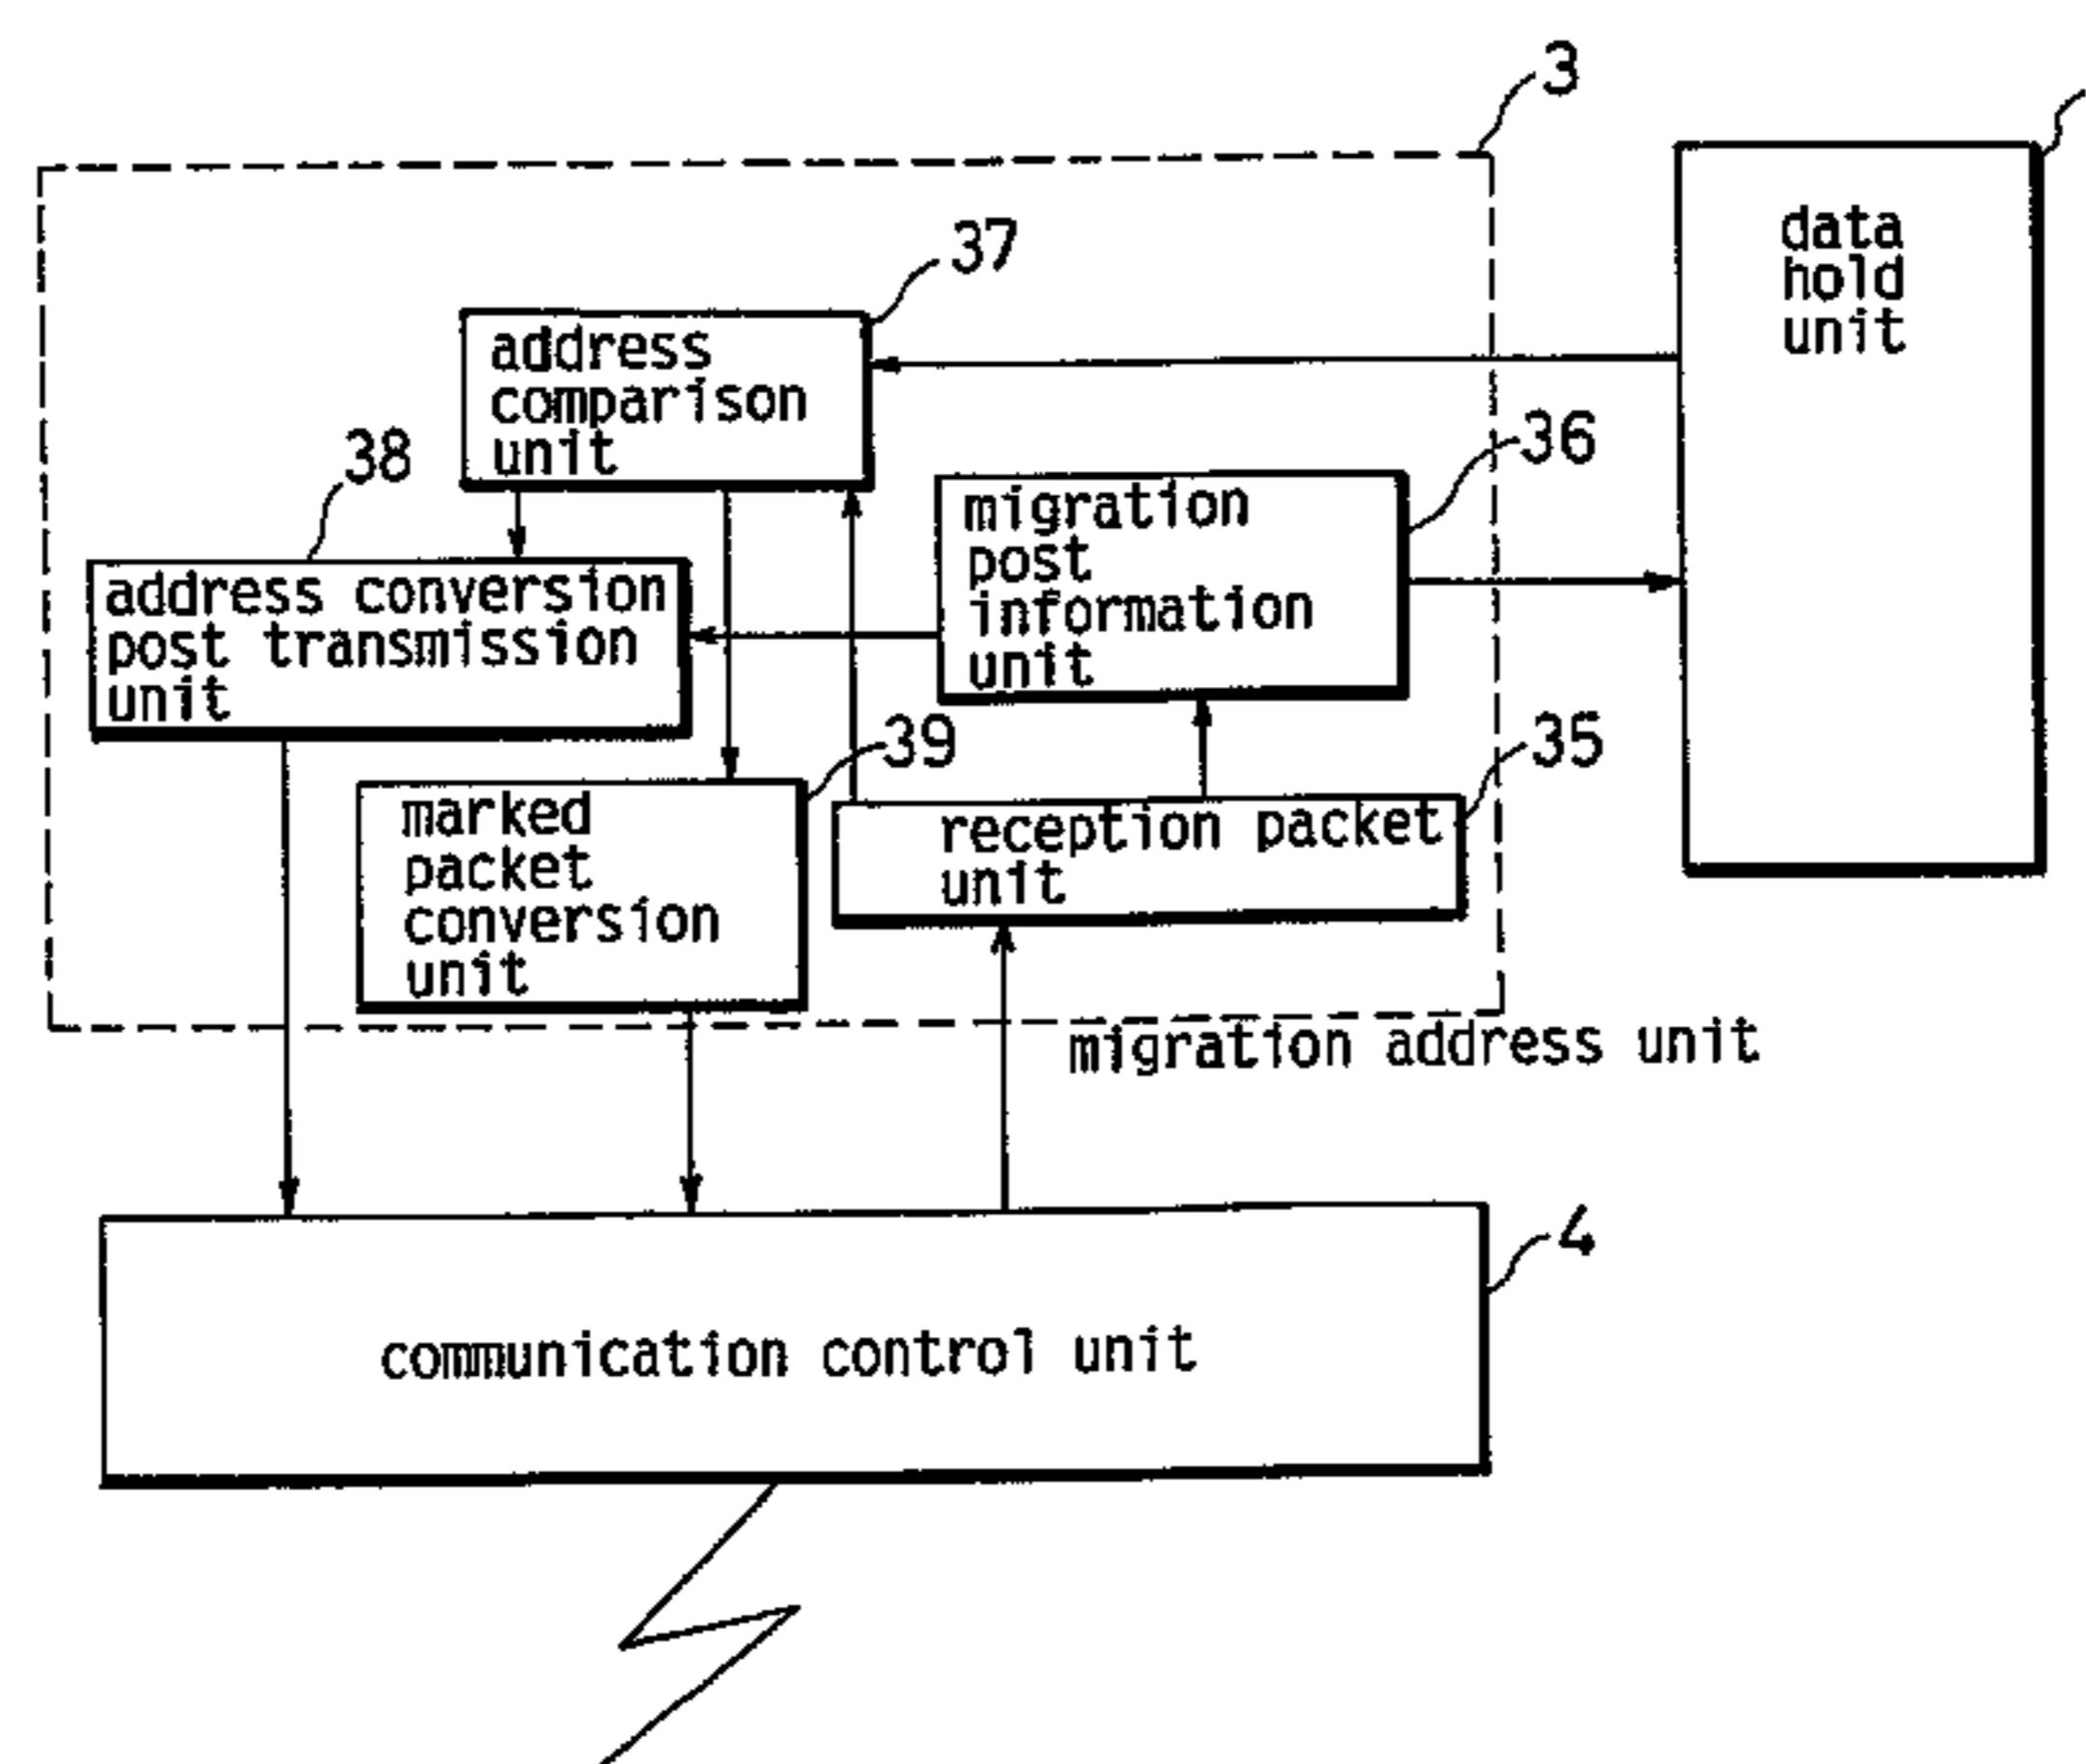 3
data
hold
unit
37
address
comparison
unit
36
38
migration
post
information
unit
address conversion
post transmission
unit
39
35
marked
packet
conversion
unit
reception packet
unit
migration address unit
4
communication control unit